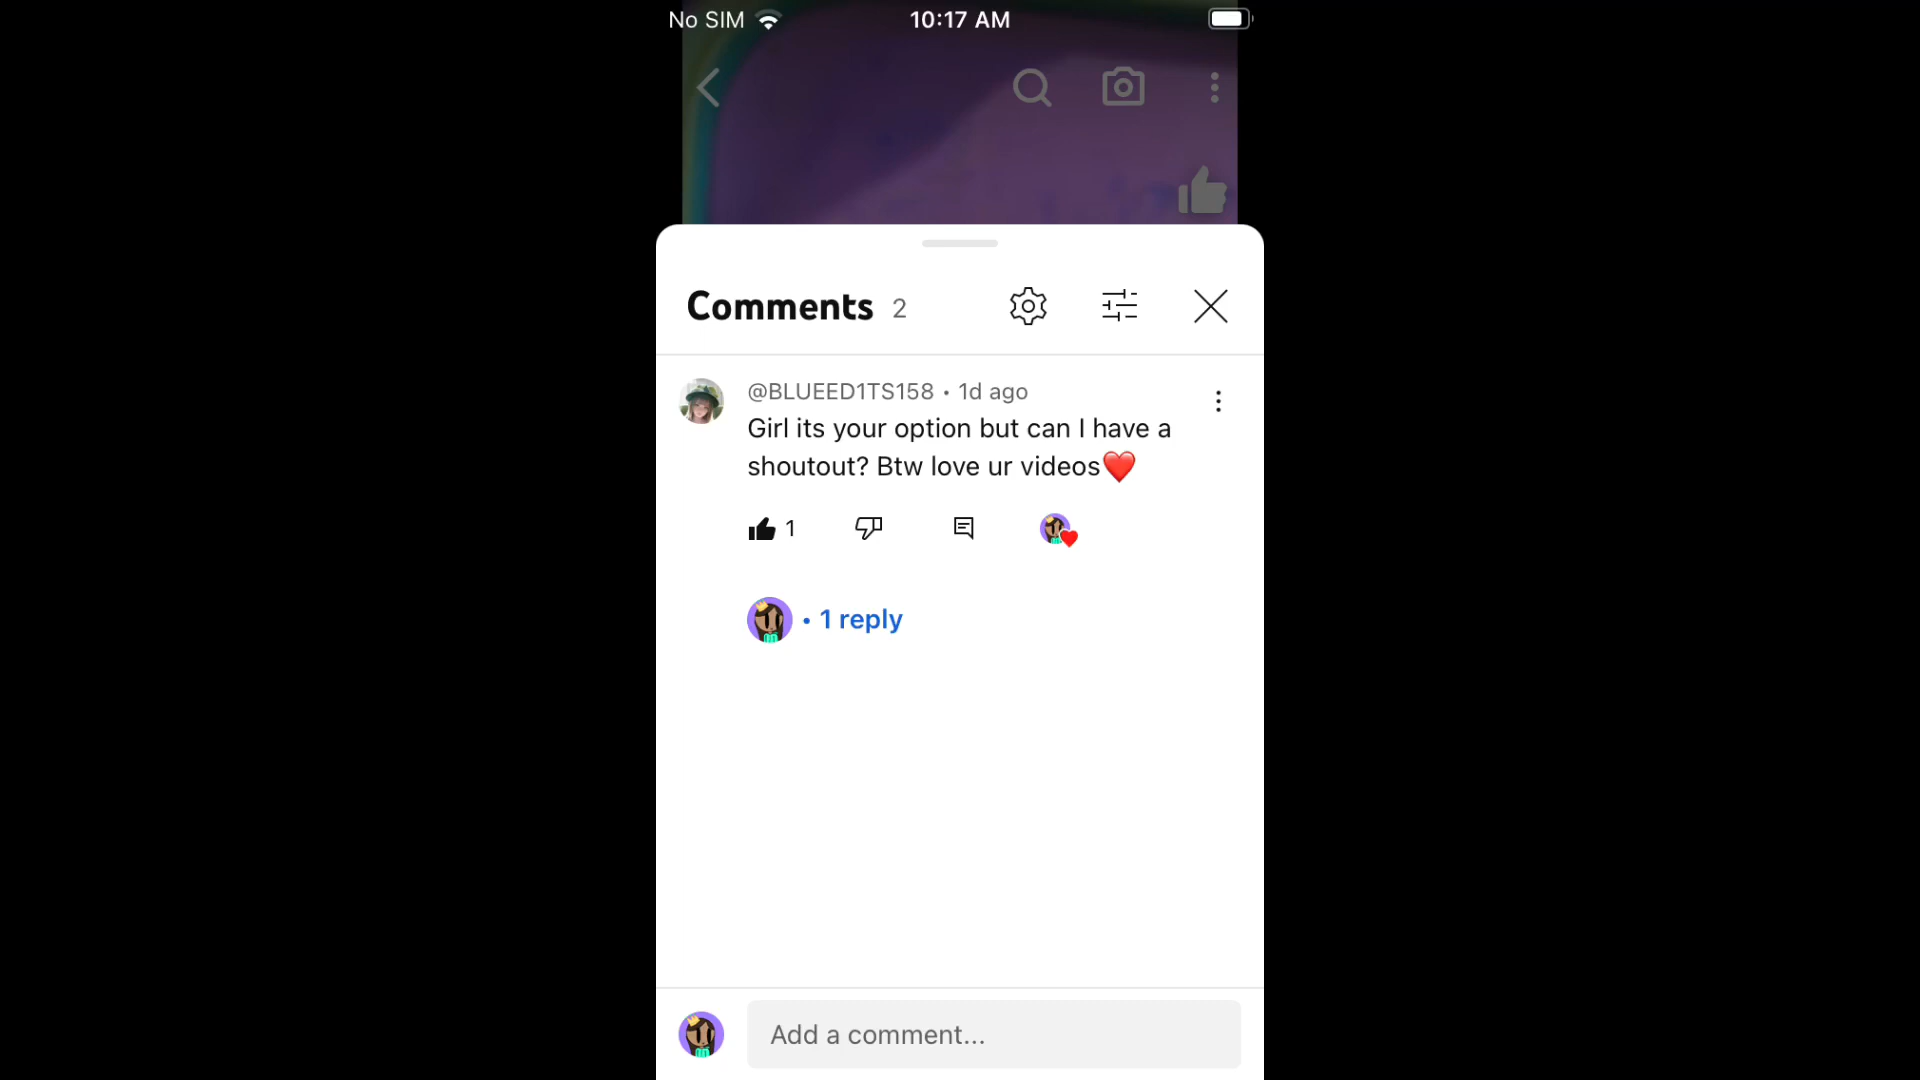 No SIM 10:17 AM
Comments 2
@BLUEED1TS158 • 1d ago
Girl its your option but can I have a
shoutout? Btw love ur videos❤️
1
• 1 reply
Add a comment...